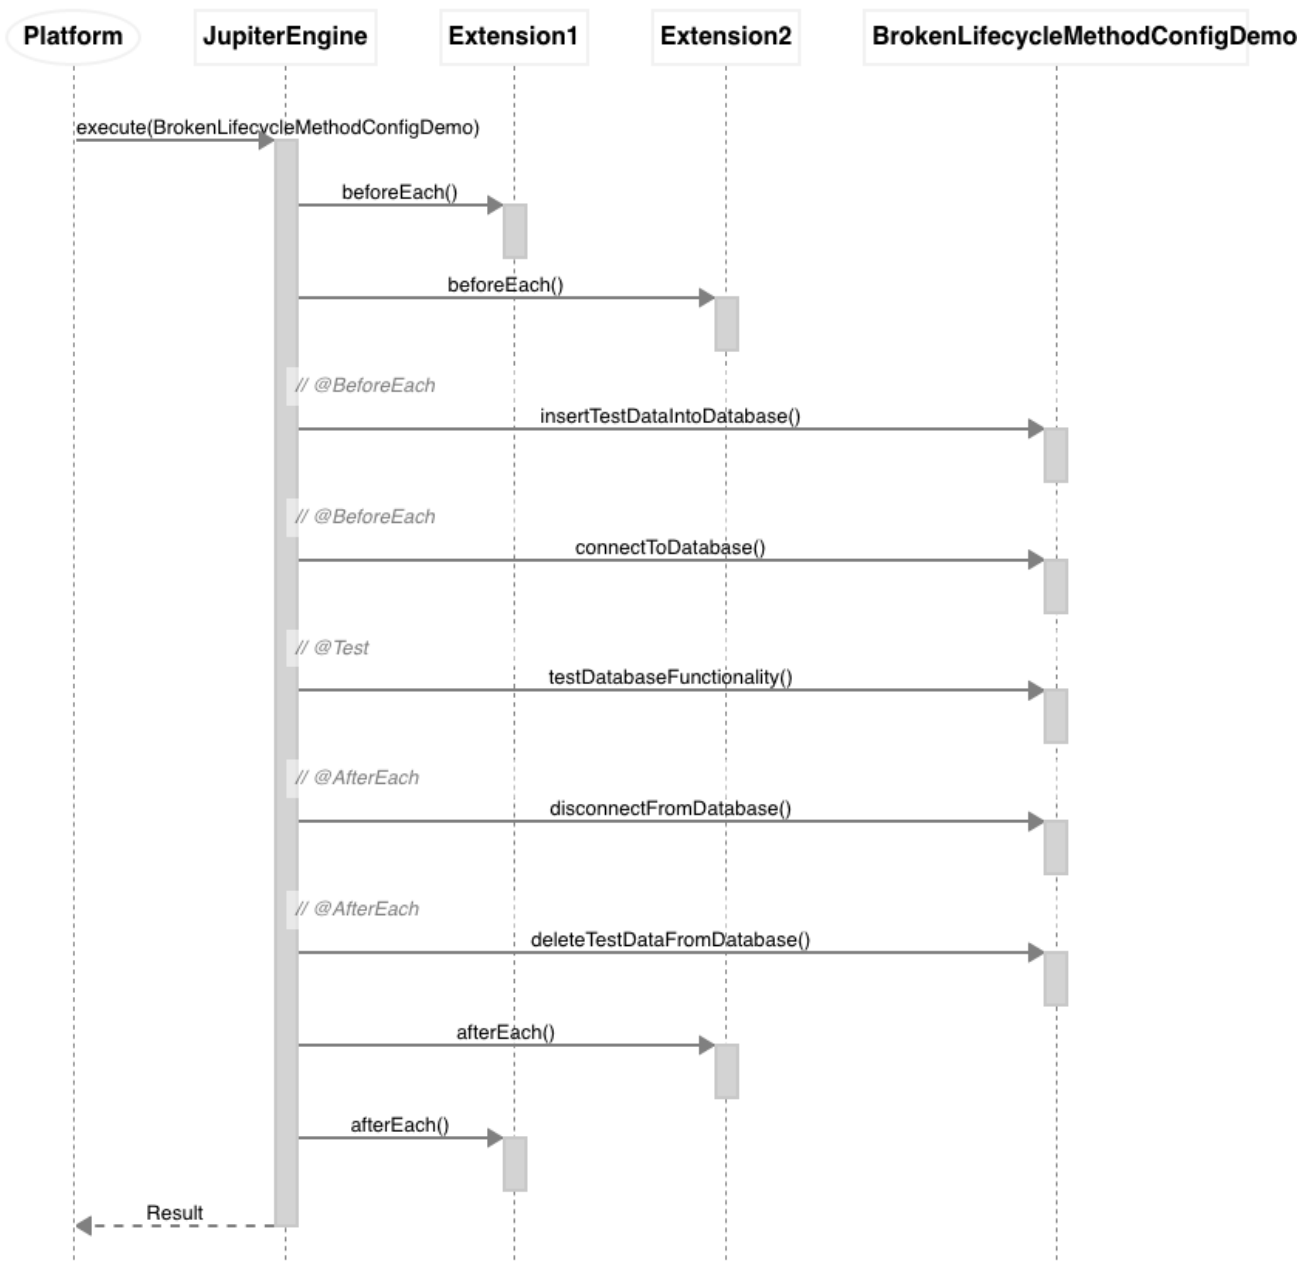 Platform JupiterEngine Extension1 Extension2 BrokenLifecycleMethodConfigDemo
execute(BrokenLifecycleMethodConfigDemo)
beforeEach()
beforeEach()
// @BeforeEach
insertTestDataIntoDatabase()
// @BeforeEach
connectToDatabase()
// @Test
testDatabaseFunctionality()
// @AfterEach
disconnectFromDatabase()
// @AfterEach
deleteTestDataFromDatabase()
afterEach()
afterEach()
Result